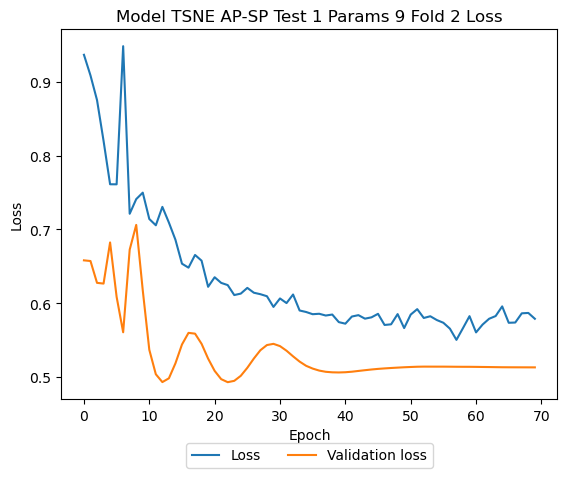 Model TSNE AP-SP Test 1 Params 9 Fold 2 Loss
Loss
0.9
0.8
0.7
0.6
0.5
0 10 20 30 40 50 60 70
Epoch
Loss Validation loss